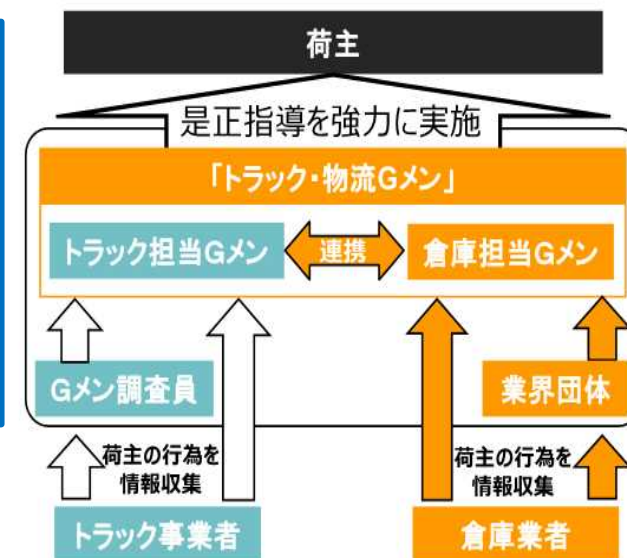 荷主
是正指導を強力に実施
「トラック・物流Gメン」
トラック担当Gメン
連携
倉庫担当Gメン
Gメン調査員
業界団体
荷主の行為を
情報収集
荷主の行為を
情報収集
トラック事業者
倉庫業者